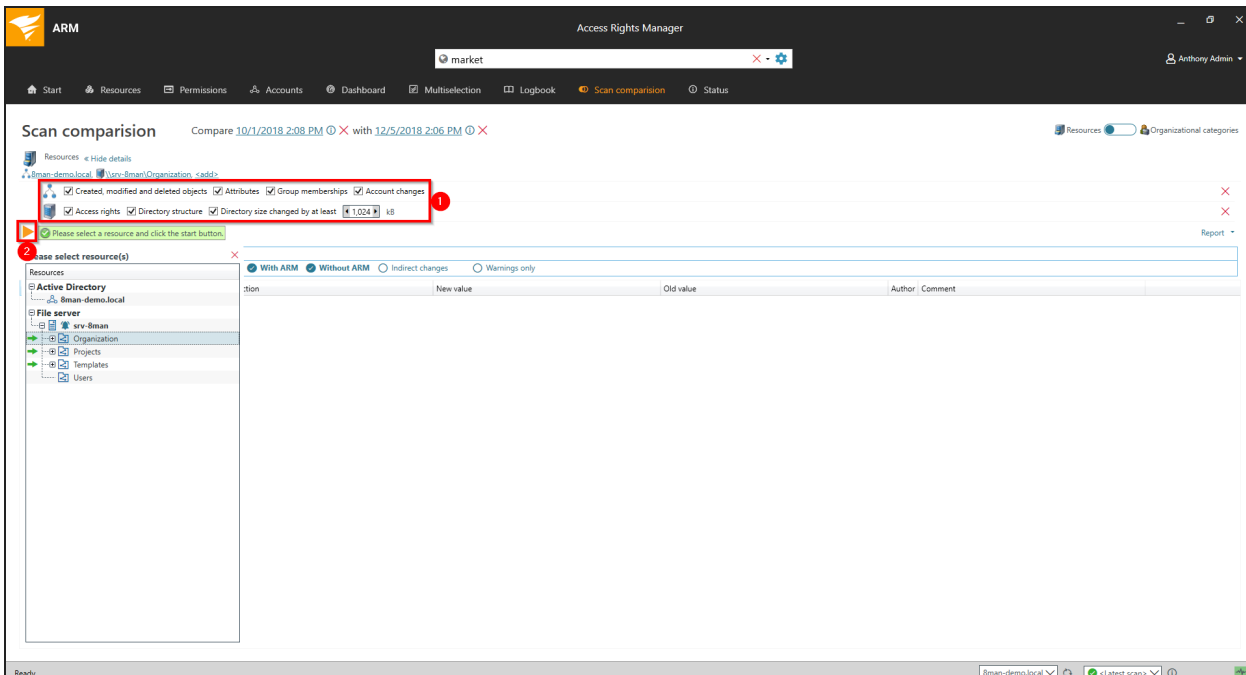 ARM
Access Rights Manager
market
Anthony Admin
Start Resources Permissions Accounts Dashboard Multiselection Logbook Scan comparision Status
Scan comparision Compare 10/1/2018 2:08 PM with 12/5/2018 2:06 PM Resources Organizational categories
Resources « Hide details
8man-demo.local, \\srv-8man\Organization, <add>
Created, modified and deleted objects Attributes Group memberships Account changes
1
Access rights Directory structure Directory size changed by at least 1,024 kB
Please select a resource and click the start button. Report
2
ease select resource(s)
With ARM Without ARM Indirect changes Warnings only
Resources
ction New value Old value Author Comment
Active Directory
8man-demo.local
File server
srv-8man
Organization
Projects
Templates
Users
Ready 8man-demo.local <Latest scan>